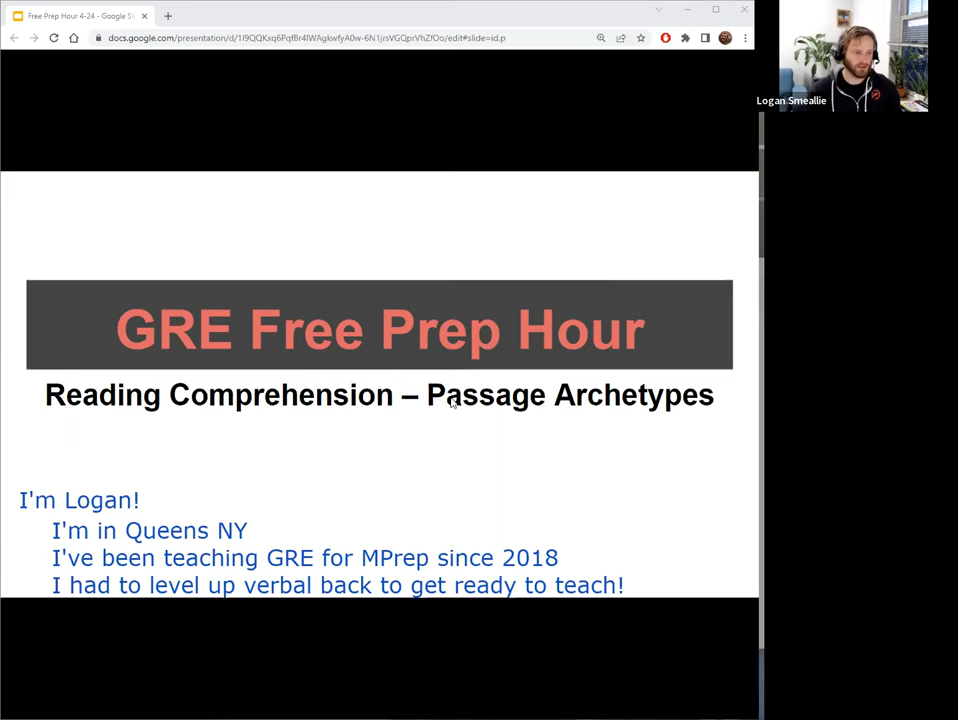 Free Prep Hour 4-24 - Google Sli
docs.google.com/presentation/d/1I9QQKxq6PqfBr4lWAgkwfyA0w-6N1jrsVGQprVhZfOo/edit#slide=id.p
Logan Smeallie
GRE Free Prep Hour
Reading Comprehension – Passage Archetypes
I'm Logan!
I'm in Queens NY
I've been teaching GRE for MPrep since 2018
I had to level up verbal back to get ready to teach!